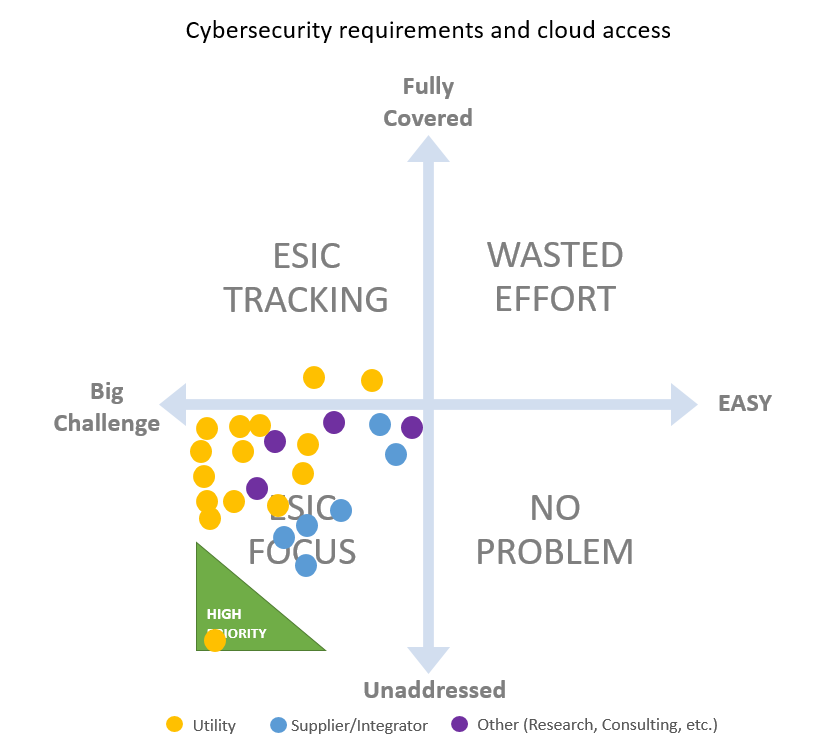 Cybersecurity requirements and cloud access
Fully
Covered
ESIC
TRACKING
WASTED
EFFORT
Big
Challenge
EASY
ESIC
FOCUS
NO
PROBLEM
HIGH
PRIORITY
Unaddressed
Utility
Supplier/Integrator
Other (Research, Consulting, etc.)